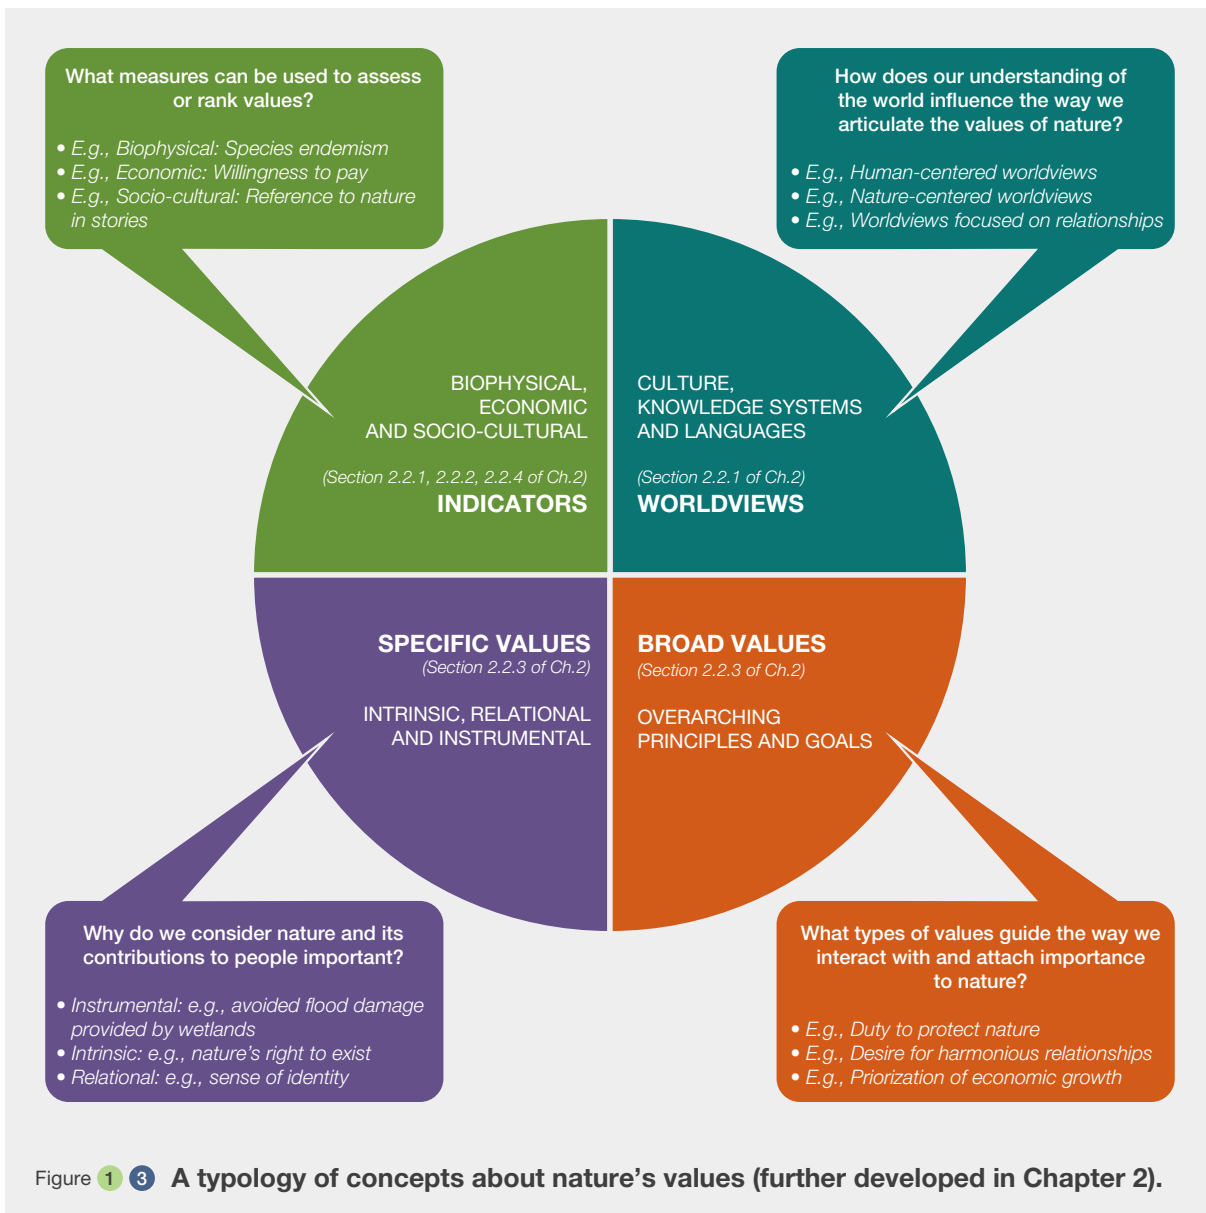 What measures can be used to assess
or rank values?
• E.g., Biophysical: Species endemism
• E.g., Economic: Willingness to pay
• E.g., Socio-cultural: Reference to nature
in stories
How does our understanding of
the world influence the way we
articulate the values of nature?
• E.g., Human-centered worldviews
• E.g., Nature-centered worldviews
• E.g., Worldviews focused on relationships
BIOPHYSICAL,
ECONOMIC
AND SOCIO-CULTURAL
(Section 2.2.1, 2.2.2, 2.2.4 of Ch.2)
INDICATORS
CULTURE,
KNOWLEDGE SYSTEMS
AND LANGUAGES
(Section 2.2.1 of Ch.2)
WORLDVIEWS
SPECIFIC VALUES
(Section 2.2.3 of Ch.2)
INTRINSIC, RELATIONAL
AND INSTRUMENTAL
BROAD VALUES
(Section 2.2.3 of Ch.2)
OVERARCHING
PRINCIPLES AND GOALS
Why do we consider nature and its
contributions to people important?
• Instrumental: e.g., avoided flood damage
provided by wetlands
• Intrinsic: e.g., nature’s right to exist
• Relational: e.g., sense of identity
What types of values guide the way we
interact with and attach importance
to nature?
• E.g., Duty to protect nature
• E.g., Desire for harmonious relationships
• E.g., Priorization of economic growth
Figure 1 3 A typology of concepts about nature’s values (further developed in Chapter 2).